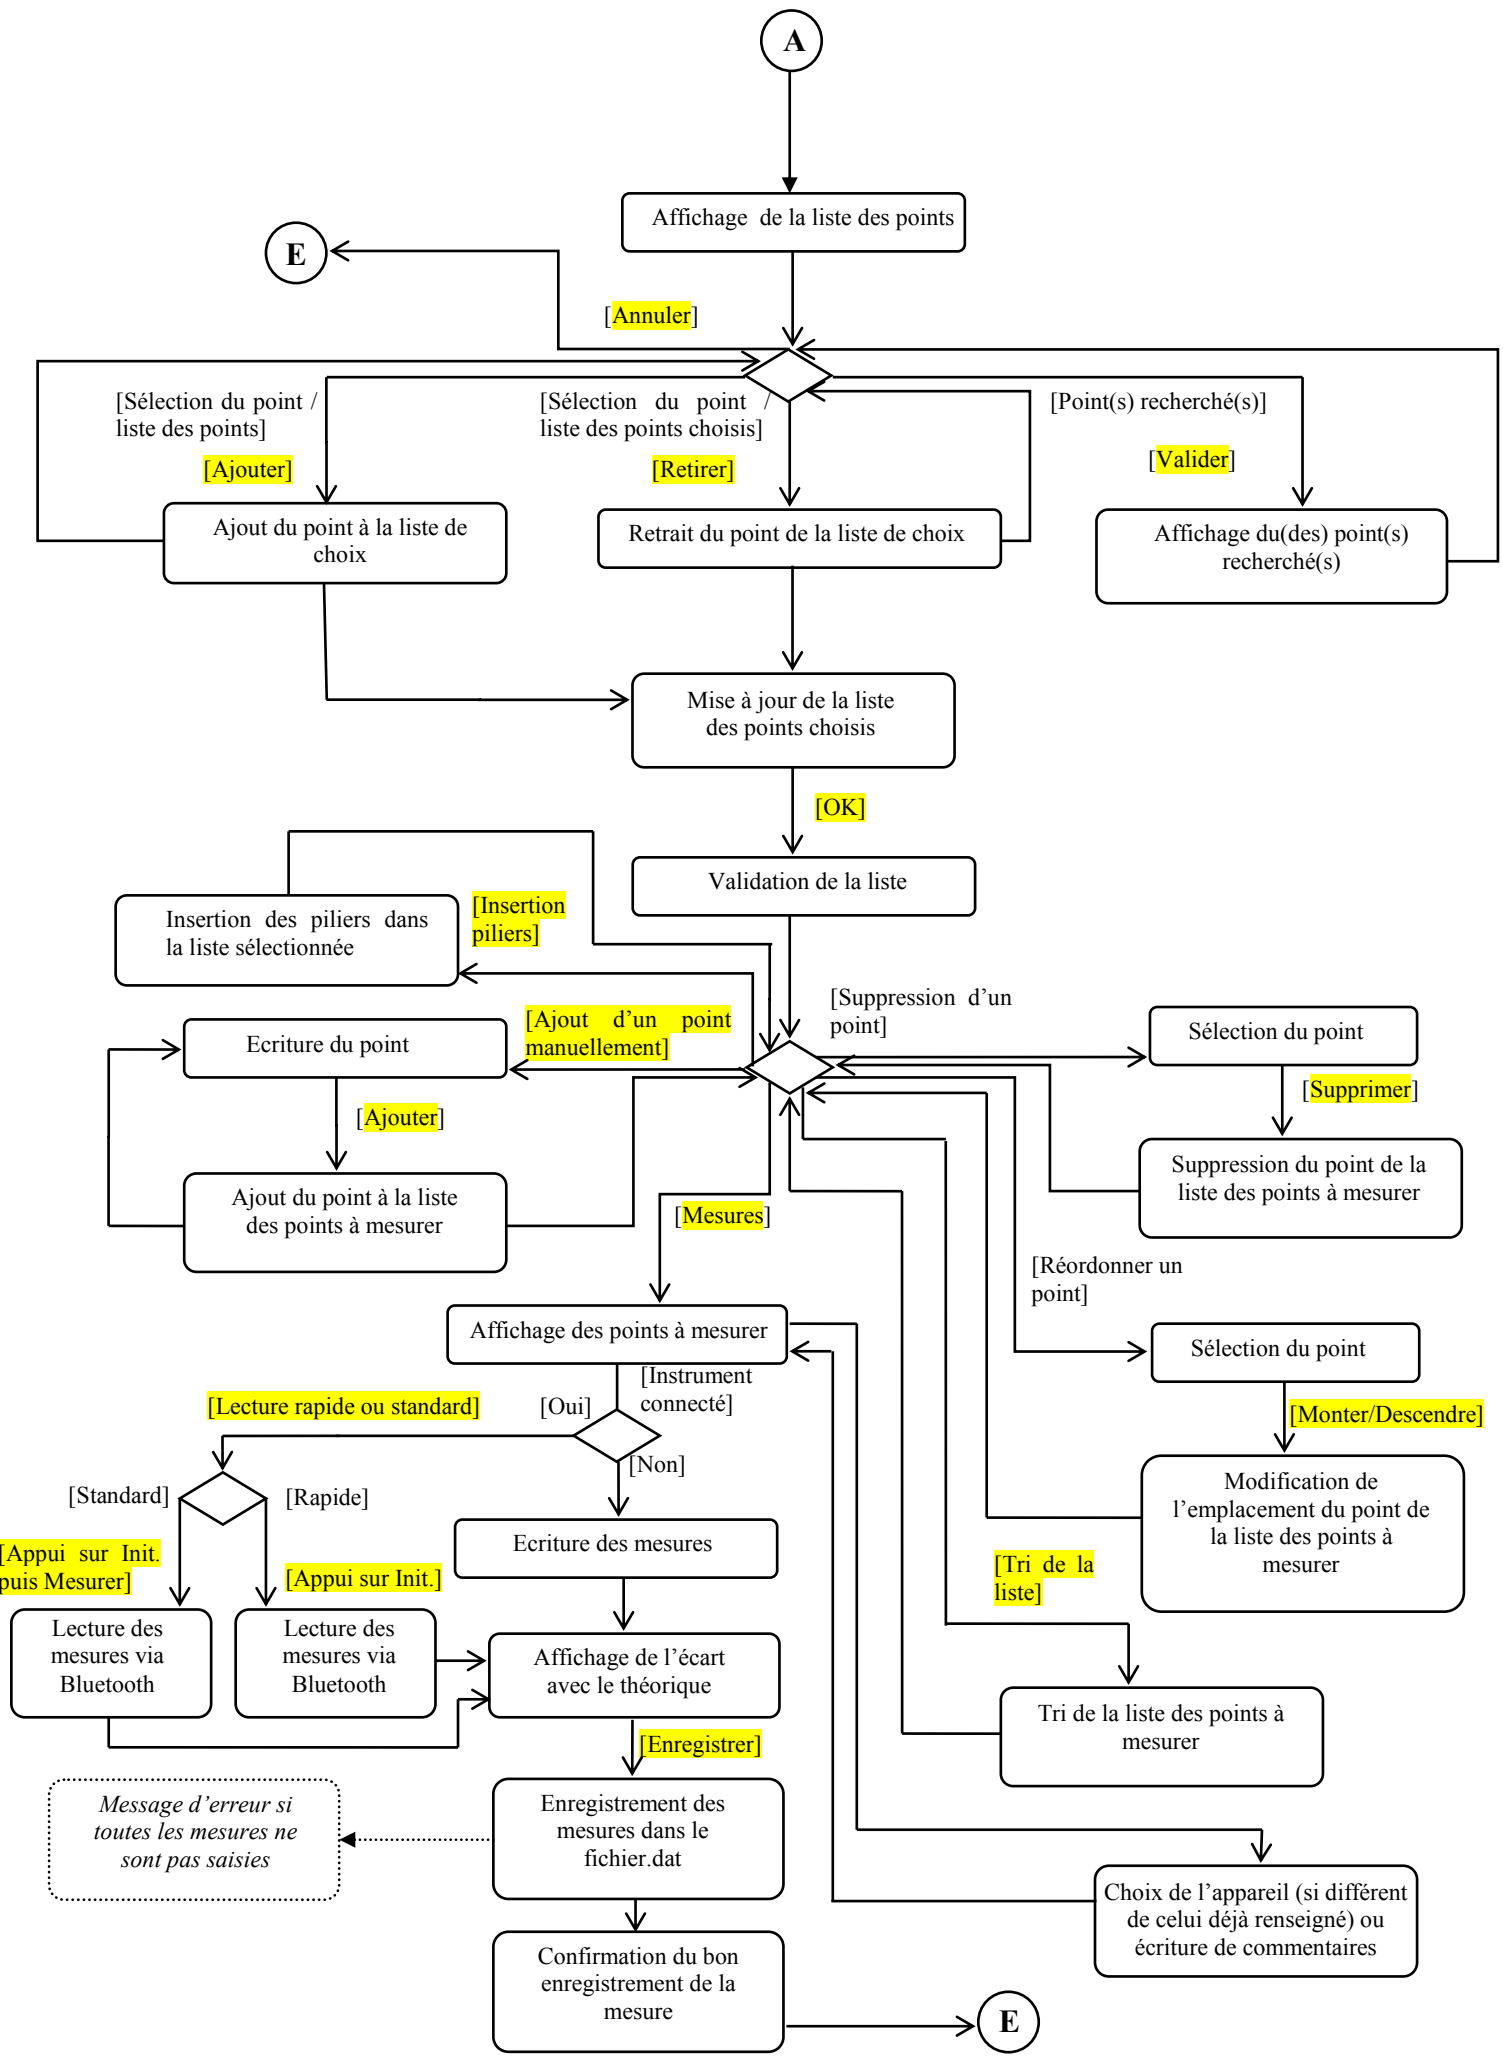 A
Affichage de la liste des points
E
[Annuler]
[Sélection du point /
liste des points]
[Ajouter]
[Sélection du point /
liste des points choisis]
[Retirer]
[Point(s) recherché(s)]
[Valider]
Ajout du point à la liste de
choix
Retrait du point de la liste de choix
Affichage du(des) point(s)
recherché(s)
Mise à jour de la liste
des points choisis
[OK]
Validation de la liste
Insertion des piliers dans
la liste sélectionnée
[Insertion
piliers]
[Suppression d’un
point]
Sélection du point
Ecriture du point
[Ajout d’un point
manuellement]
[Supprimer]
[Ajouter]
Suppression du point de la
liste des points à mesurer
Ajout du point à la liste
des points à mesurer
[Mesures]
[Réordonner un
point]
Affichage des points à mesurer
Sélection du point
[Instrument
connecté]
[Lecture rapide ou standard]
[Oui]
[Monter/Descendre]
[Non]
[Standard]
[Rapide]
Modification de
l’emplacement du point de
la liste des points à
mesurer
Ecriture des mesures
[Appui sur Init.
puis Mesurer]
[Appui sur Init.]
[Tri de la
liste]
Lecture des
mesures via
Bluetooth
Lecture des
mesures via
Bluetooth
Affichage de l’écart
avec le théorique
Tri de la liste des points à
mesurer
[Enregistrer]
Message d’erreur si
toutes les mesures ne
sont pas saisies
Enregistrement des
mesures dans le
fichier.dat
Choix de l’appareil (si différent
de celui déjà renseigné) ou
écriture de commentaires
Confirmation du bon
enregistrement de la
mesure
E